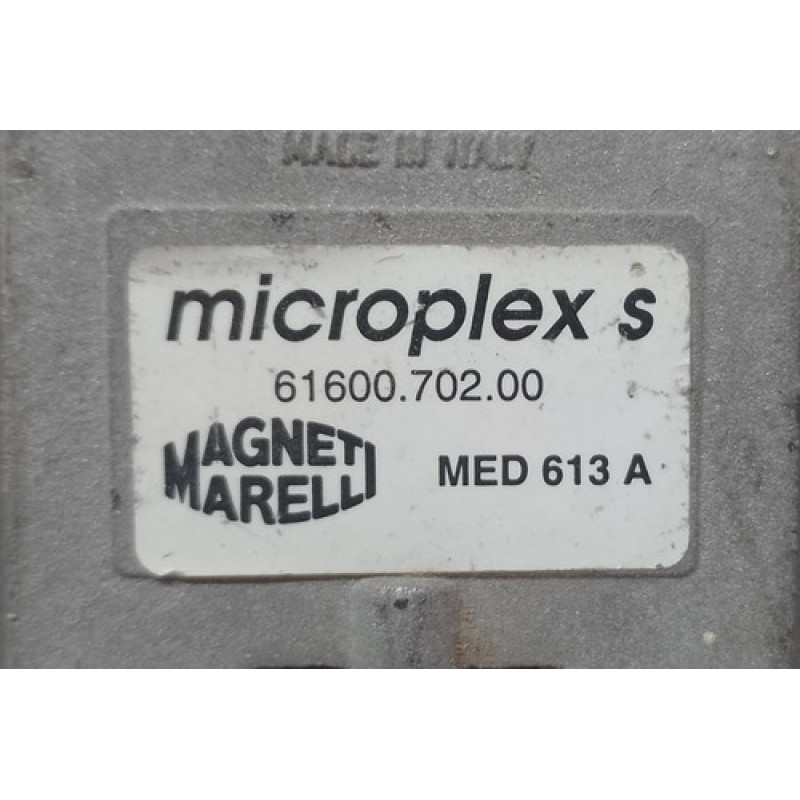 MADE IN ITALY
microplex s
61600.702.00
MAGNETI
MARELLI
MED 613 A